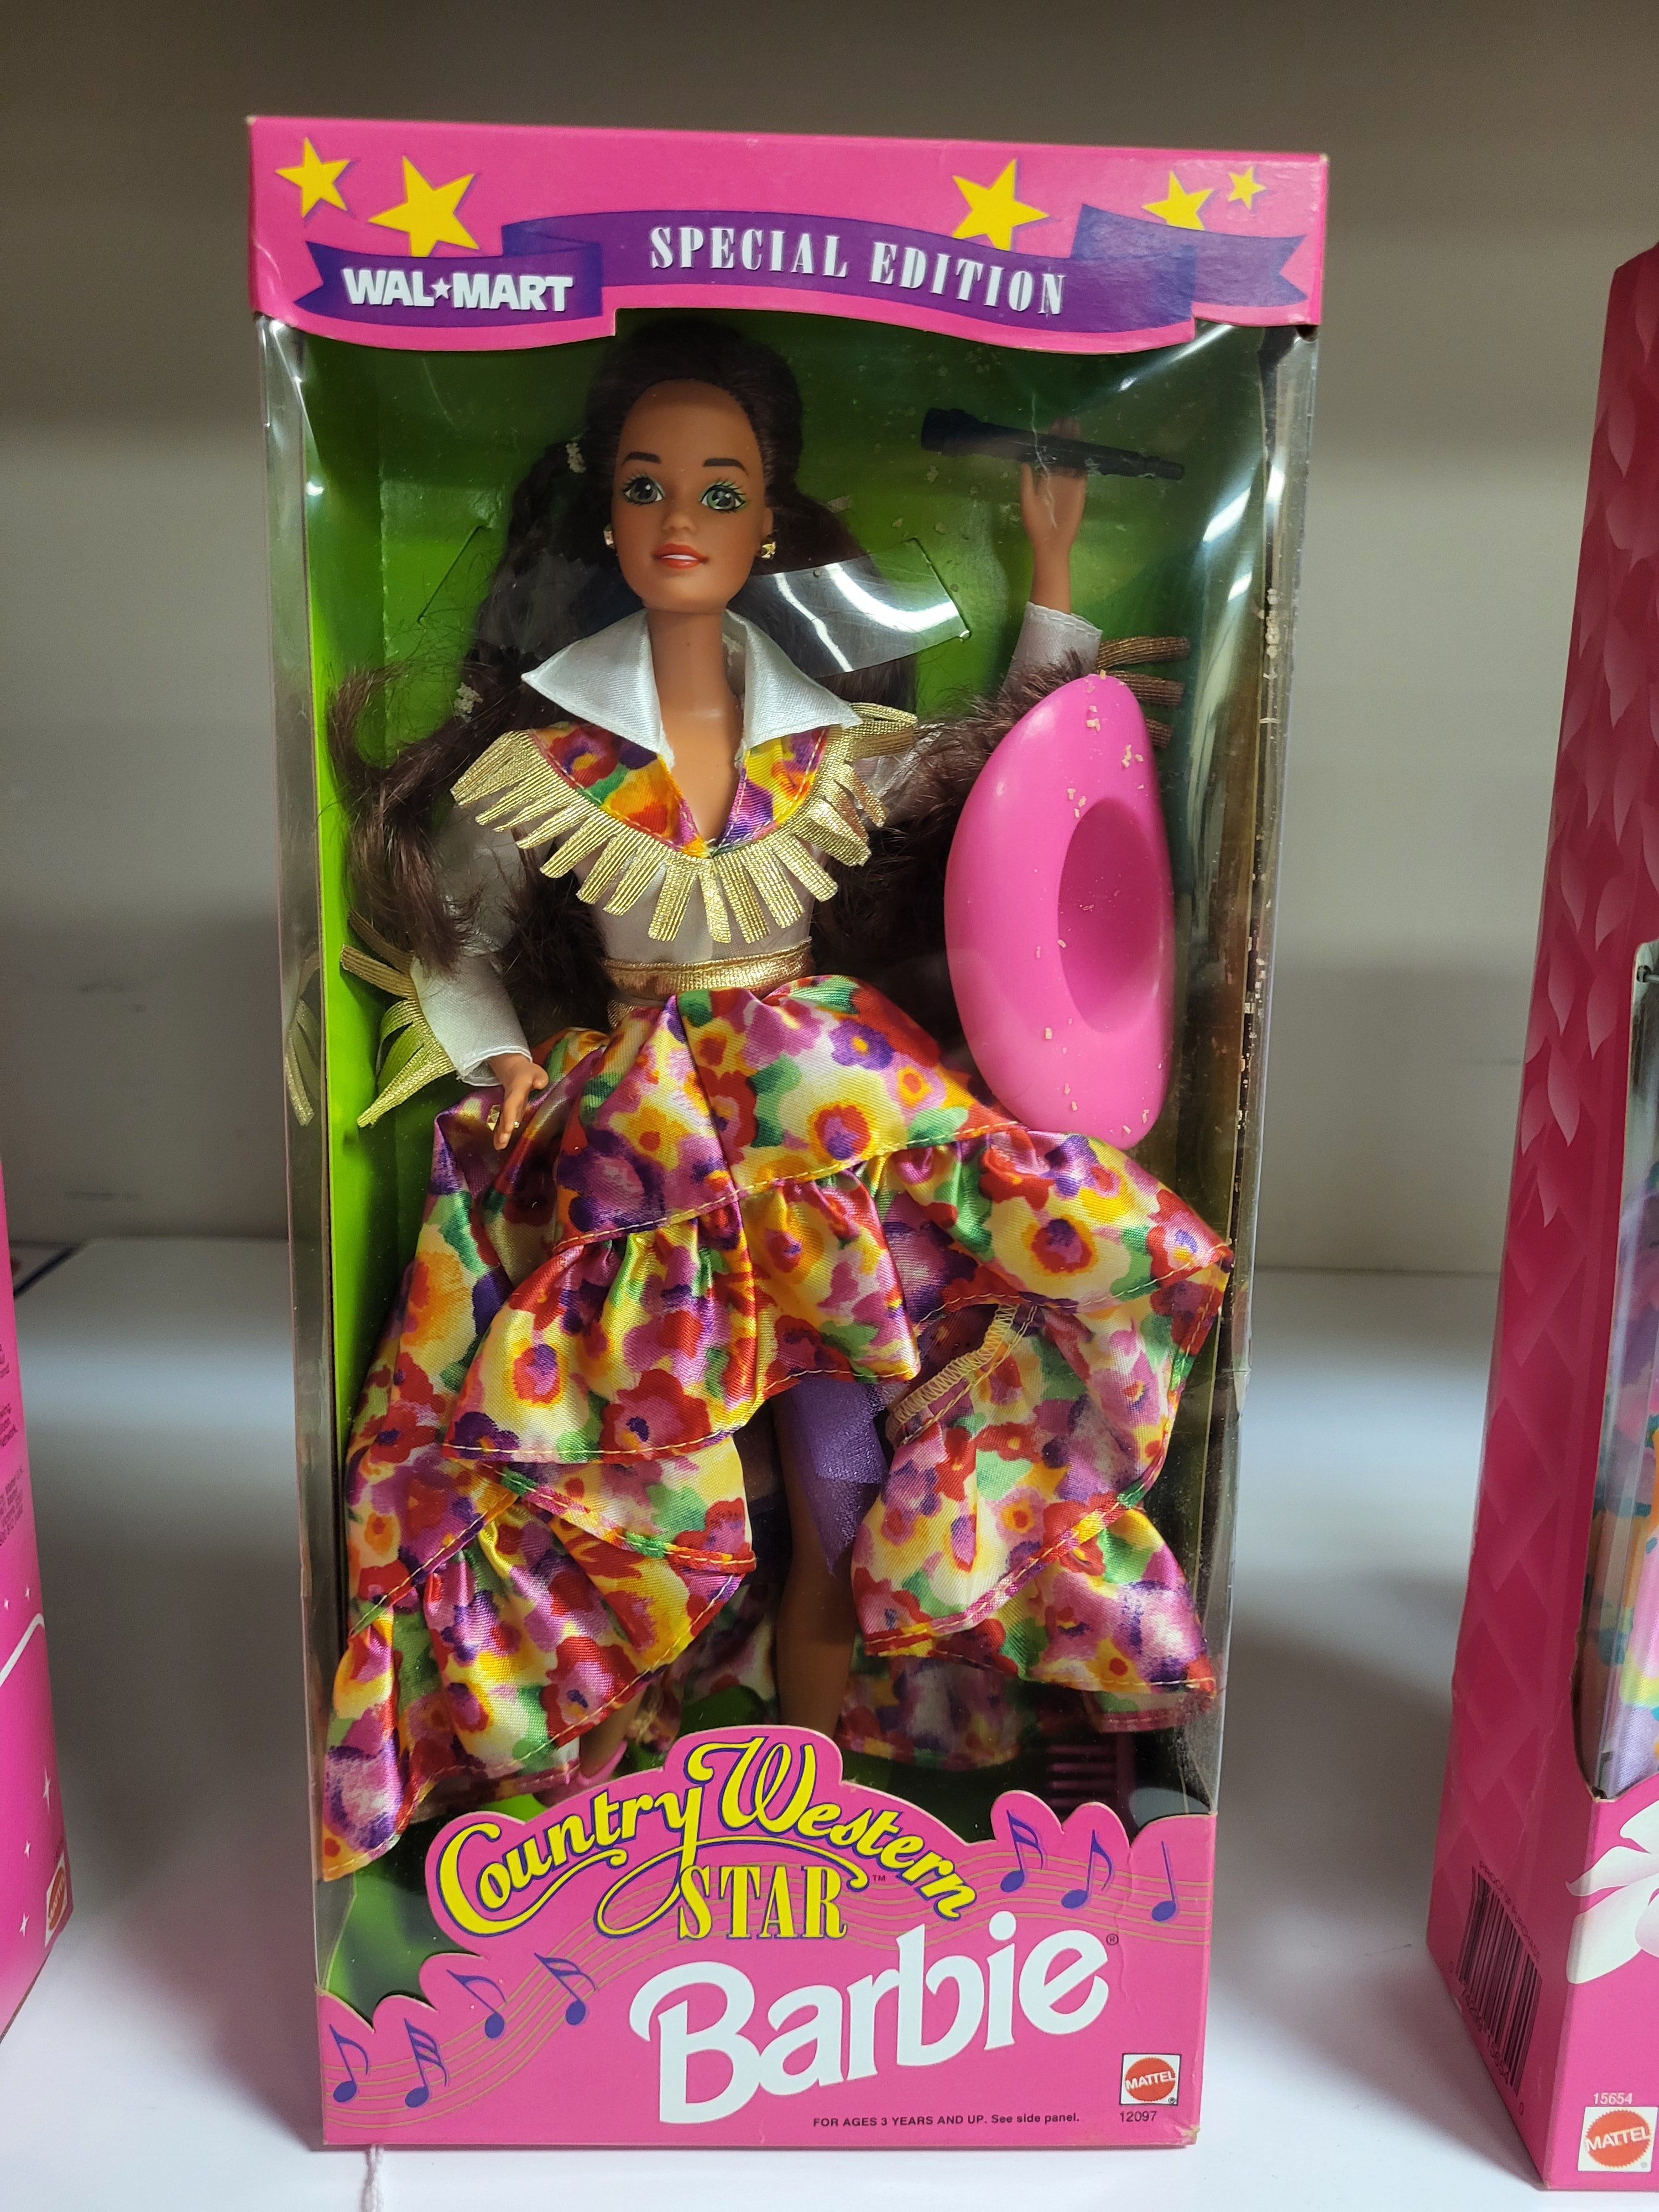 WAL★MART
SPECIAL EDITION
Country Western
STAR™
Barbie®
MATTEL
FOR AGES 3 YEARS AND UP. See side panel.
12097
15654
MATTEL